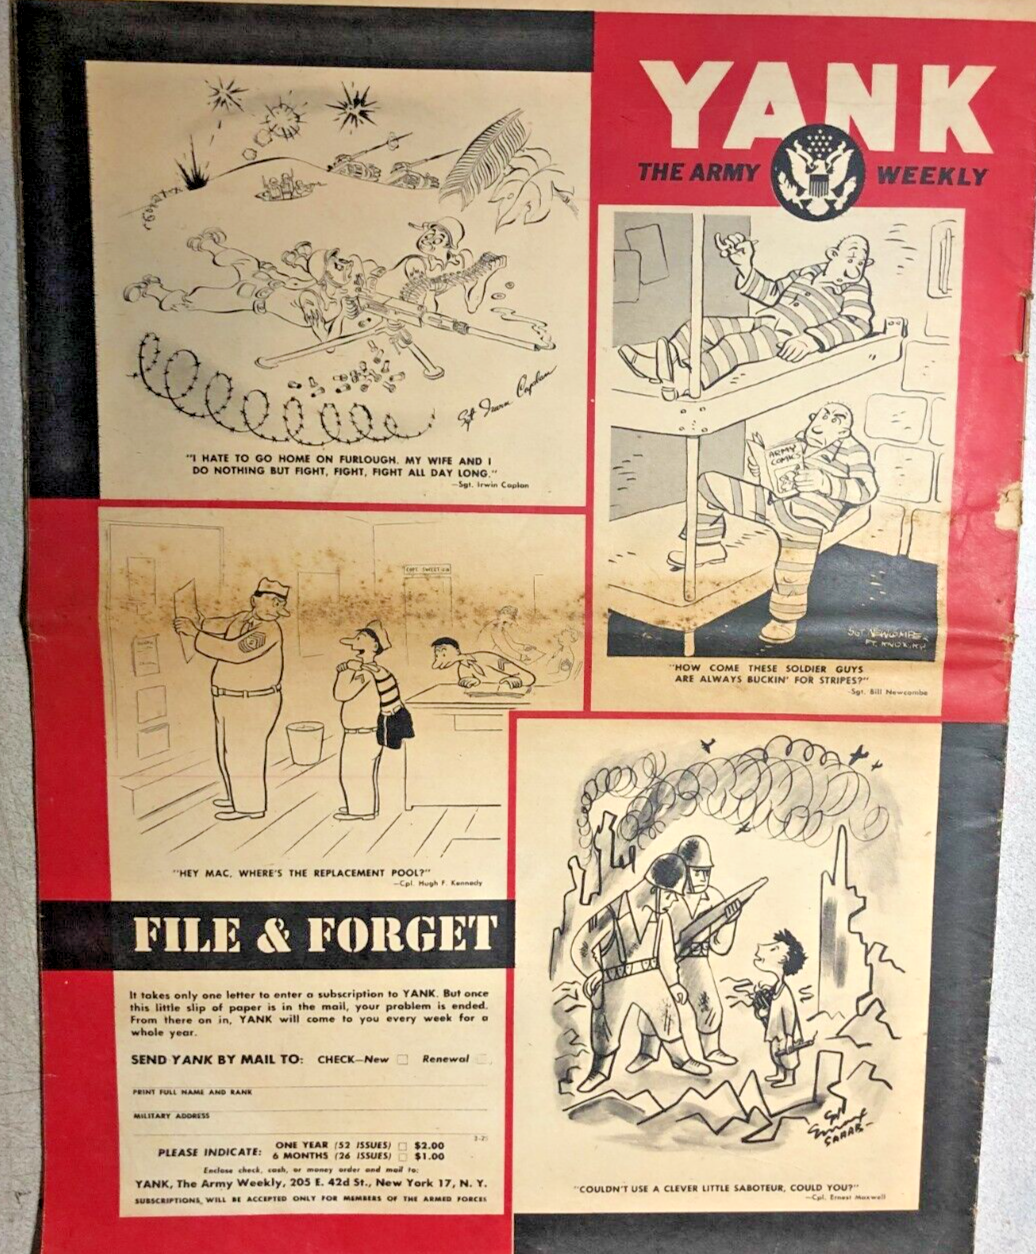 YANK
THE ARMY WEEKLY
Sgt Irwin Caplan
"I HATE TO GO HOME ON FURLOUGH. MY WIFE AND I
DO NOTHING BUT FIGHT, FIGHT, FIGHT ALL DAY LONG."
—Sgt. Irwin Caplan
ARMY
COMICS
SGT NEWCOMBE
FT. KNOX, KY.
"HOW COME THESE SOLDIER GUYS
ARE ALWAYS BUCKIN' FOR STRIPES?"
-Sgt. Bill Newcombe
"HEY MAC, WHERE'S THE REPLACEMENT POOL?"
—Cpl. Hugh F. Kennedy
FILE & FORGET
It takes only one letter to enter a subscription to YANK. But once
this little slip of paper is in the mail, your problem is ended.
From there on in, YANK will come to you every week for a
whole year.
SEND YANK BY MAIL TO: CHECK—New Renewal
PRINT FULL NAME AND RANK
MILITARY ADDRESS
PLEASE INDICATE:
ONE YEAR (52 ISSUES) $2.00
6 MONTHS (26 ISSUES) $1.00
Enclose check, cash, or money order and mail to:
YANK, The Army Weekly, 205 E. 42d St., New York 17, N. Y.
SUBSCRIPTIONS WILL BE ACCEPTED ONLY FOR MEMBERS OF THE ARMED FORCES
"COULDN'T USE A CLEVER LITTLE SABOTEUR, COULD YOU?"
—Cpl. Ernest Maxwell